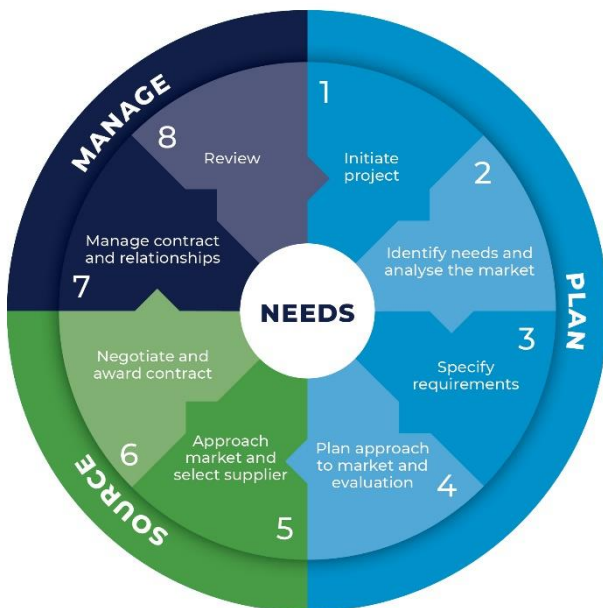 MANAGE
PLAN
SOURCE
NEEDS
1
Initiate
project
2
Identify needs and
analyse the market
3
Specify
requirements
4
Plan approach
to market and
evaluation
5
Approach
market and
select supplier
6
Negotiate and
award contract
7
Manage contract
and relationships
8
Review